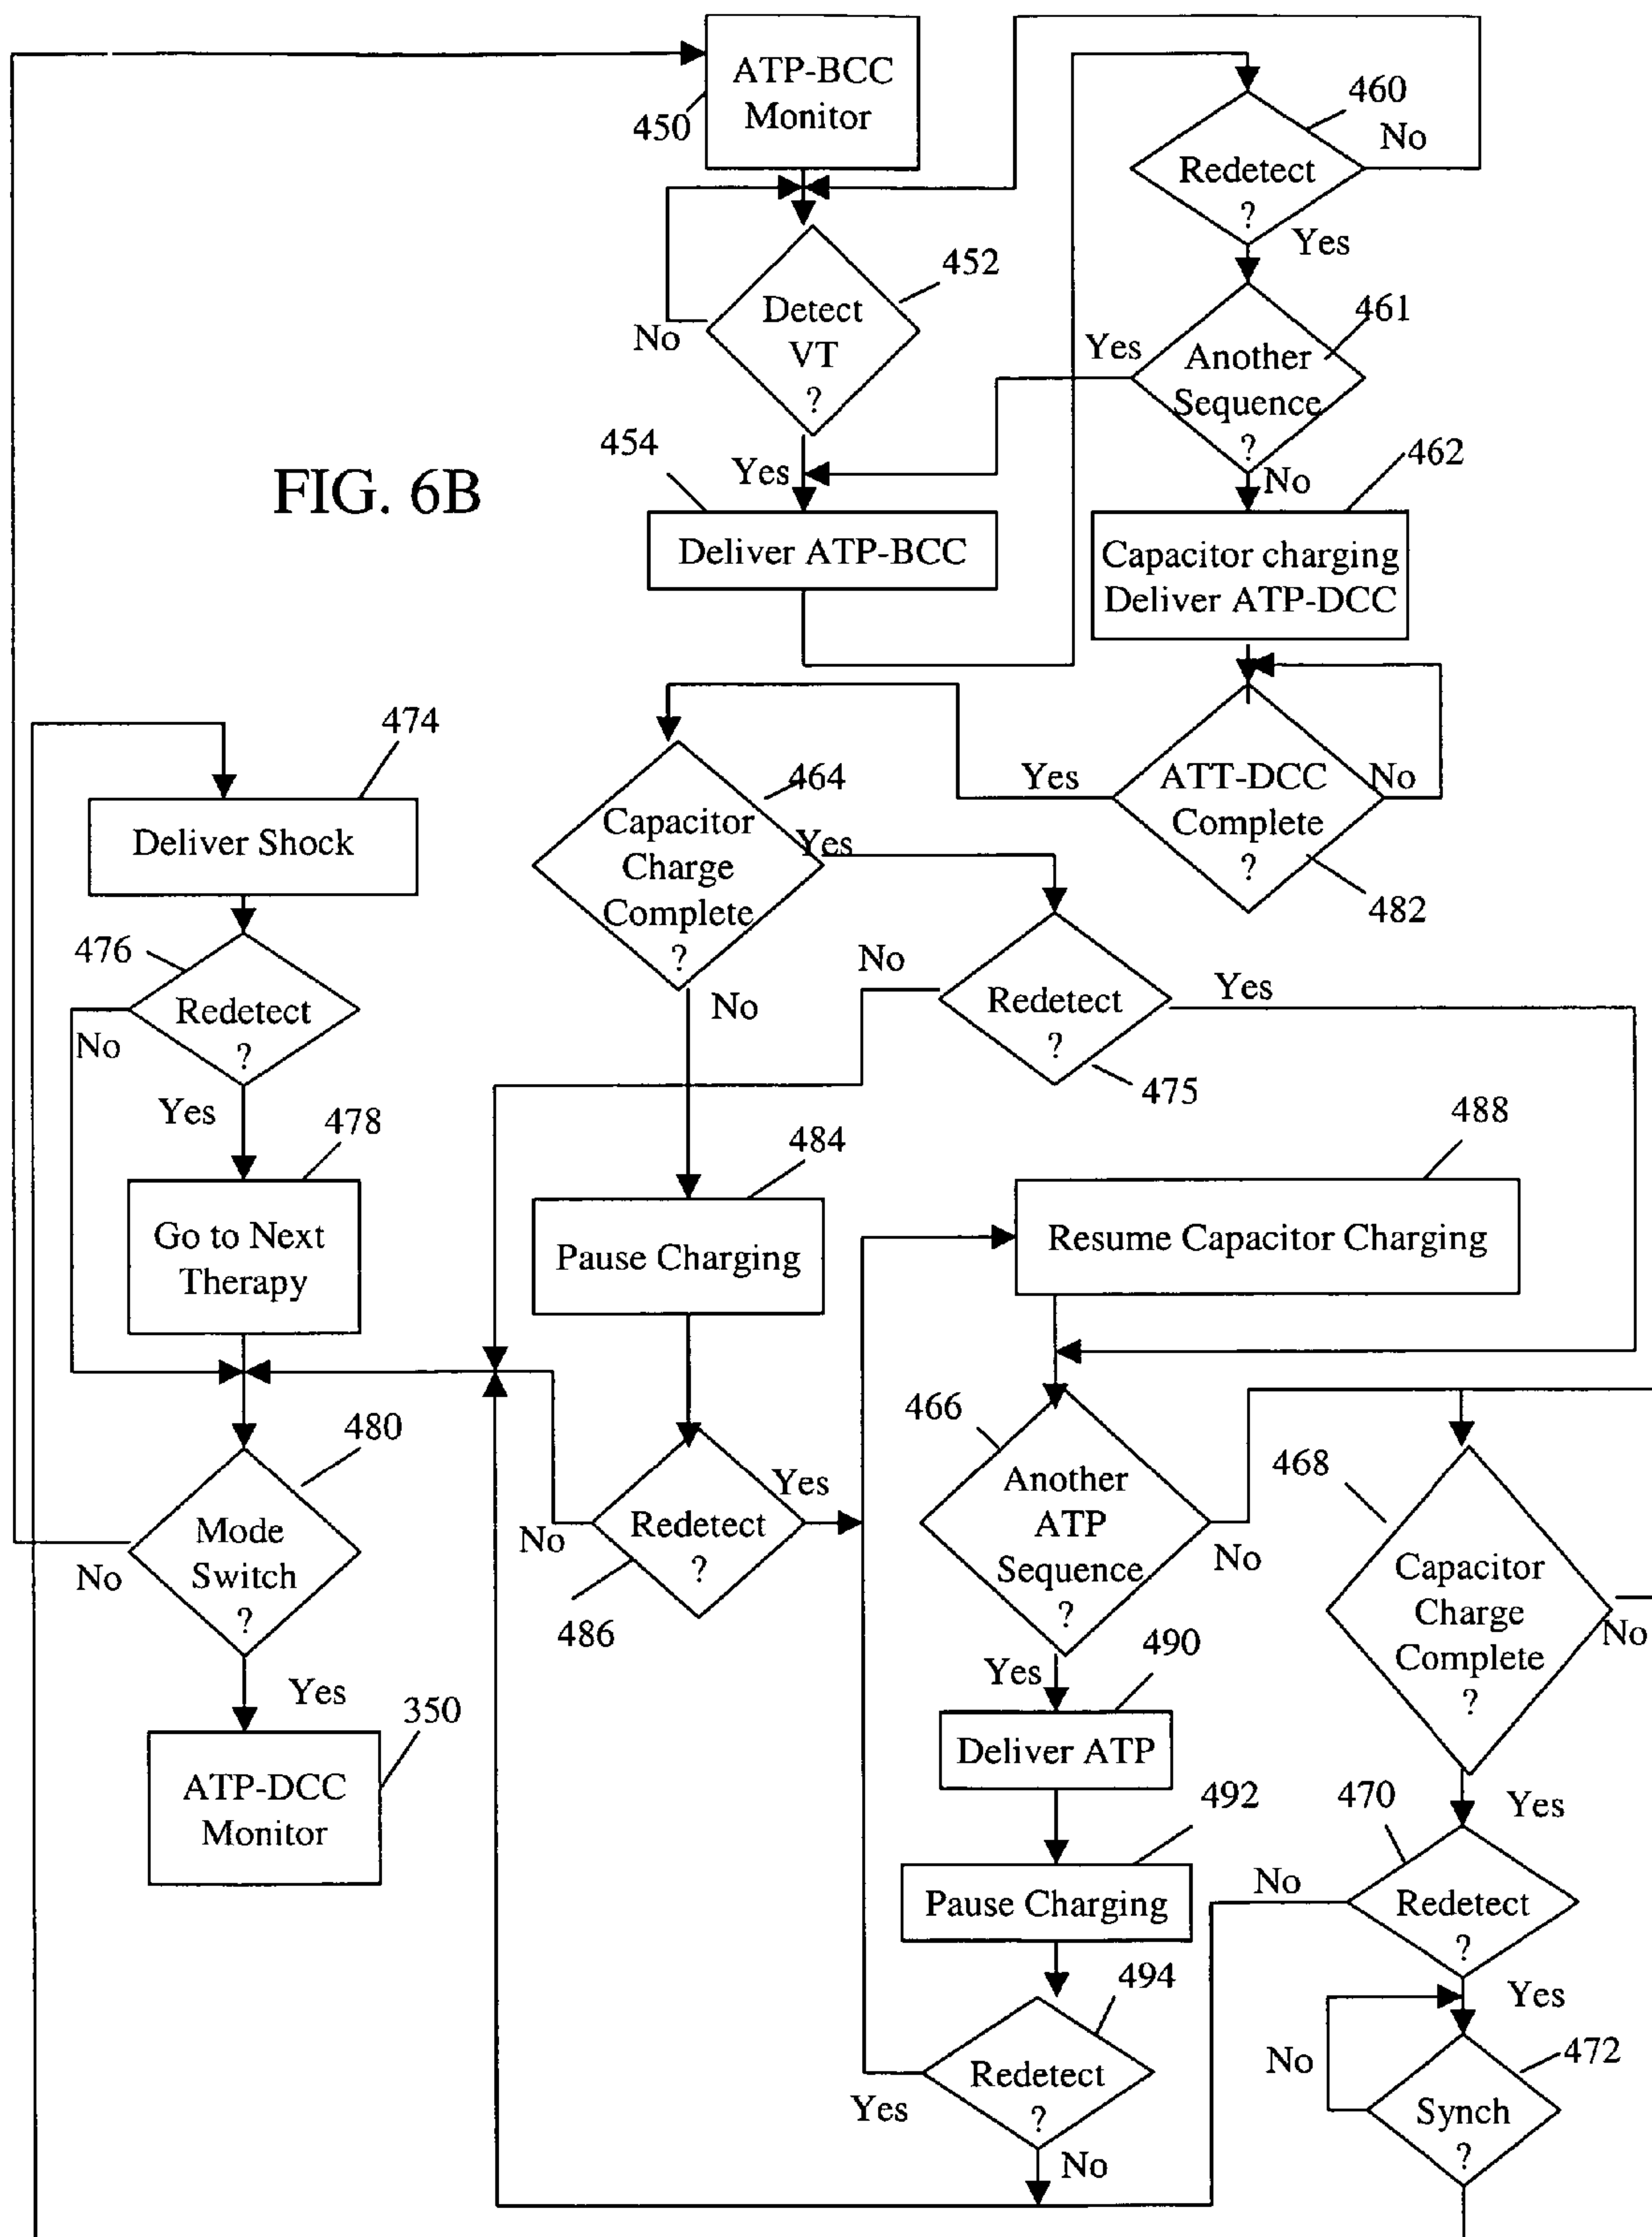 ATP-BCC
Monitor
450
460
Redetect
?
No
Yes
452
Detect
VT
?
No
Yes
461
Another
Sequence
?
Yes
No
FIG. 6B
454
Deliver ATP-BCC
462
Capacitor charging
Deliver ATP-DCC
474
Deliver Shock
464
Capacitor
Charge
Complete
?
Yes
No
ATT-DCC
Complete
?
Yes
No
482
476
Redetect
?
No
Yes
Redetect
?
No
Yes
475
478
Go to Next
Therapy
484
Pause Charging
488
Resume Capacitor Charging
480
Mode
Switch
?
No
Yes
Redetect
?
No
Yes
486
466
Another
ATP
Sequence
?
No
Yes
468
Capacitor
Charge
Complete
?
No
Yes
350
ATP-DCC
Monitor
490
Deliver ATP
492
Pause Charging
470
Redetect
?
No
Yes
494
Redetect
?
Yes
No
472
Synch
?
No